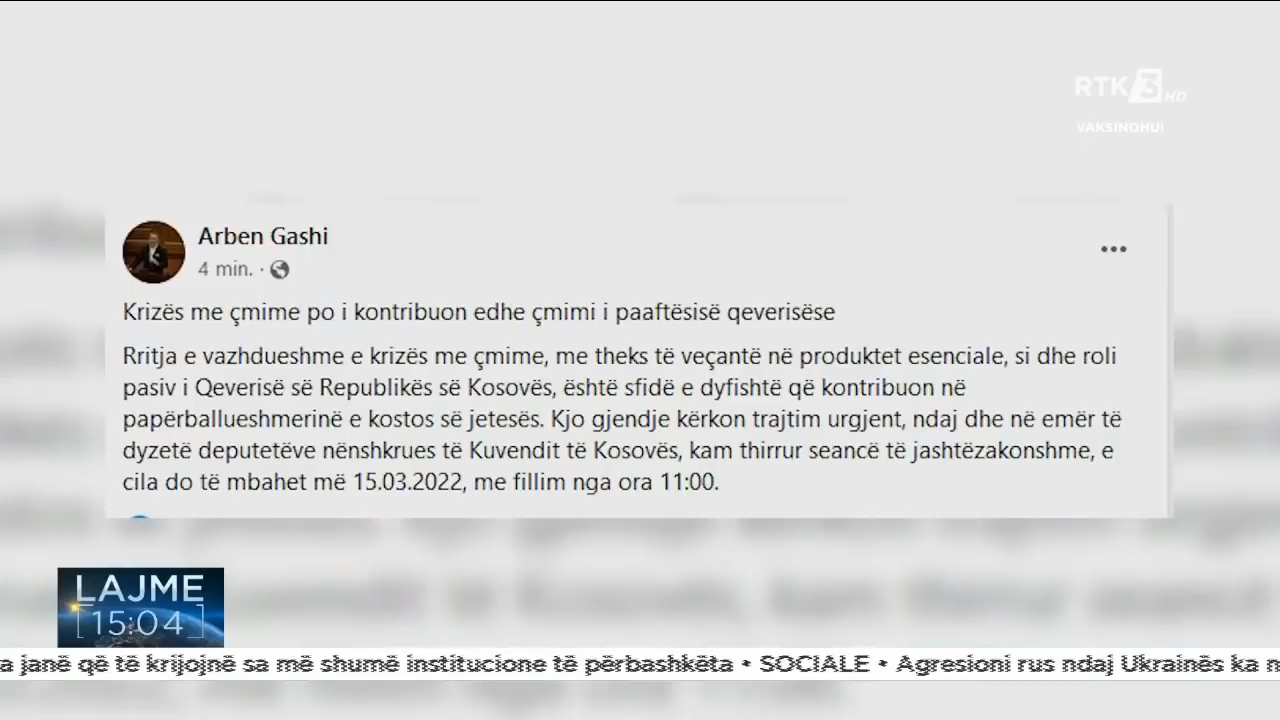 RTK 3 HD
VAKSINOHU!
Arben Gashi
4 min. ·
Krizës me çmime po i kontribuon edhe çmimi i paaftësisë qeverisëse
Rritja e vazhdueshme e krizës me çmime, me theks të veçantë në produktet esenciale, si dhe roli
pasiv i Qeverisë së Republikës së Kosovës, është sfidë e dyfishtë që kontribuon në
papërballueshmerinë e kostos së jetesës. Kjo gjendje kërkon trajtim urgjent, ndaj dhe në emër të
dyzetë deputetëve nënshkrues të Kuvendit të Kosovës, kam thirrur seancë të jashtëzakonshme, e
cila do të mbahet më 15.03.2022, me fillim nga ora 11:00.
LAJME
15:04
a janë që të krijojnë sa më shumë institucione të përbashkëta • SOCIALE • Agresioni rus ndaj Ukrainës ka n